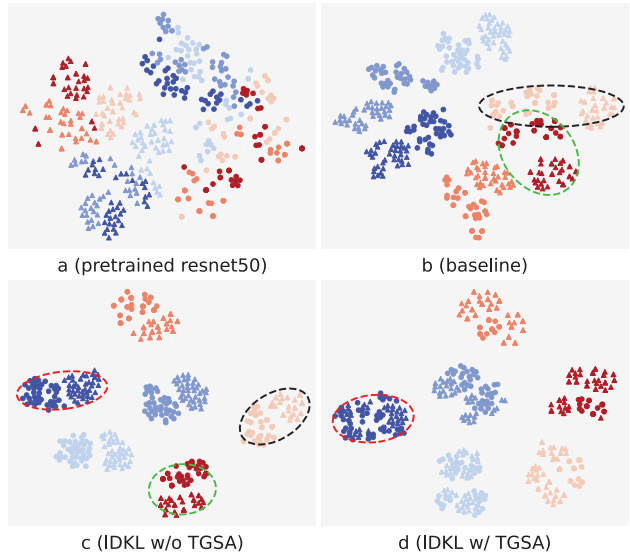 a (pretrained resnet50)
b (baseline)
c (IDKL w/o TGSA)
d (IDKL w/ TGSA)